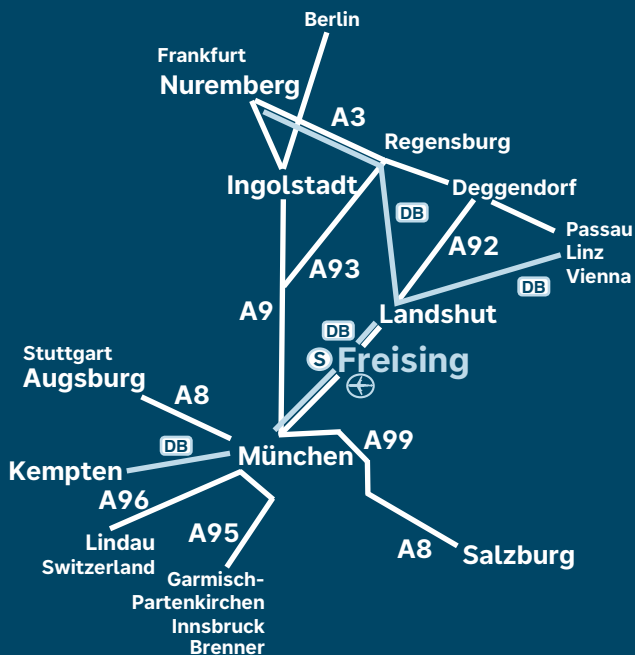 Berlin
Frankfurt
Nuremberg
A3
Regensburg
Ingolstadt
Deggendorf
DB
Passau
A92
Linz
A93
Vienna
DB
A9
Landshut
DB
S
Freising
Stuttgart
Augsburg
A8
A99
DB
München
Kempten
A96
A95
Lindau
Switzerland
A8
Salzburg
Garmisch-
Partenkirchen
Innsbruck
Brenner